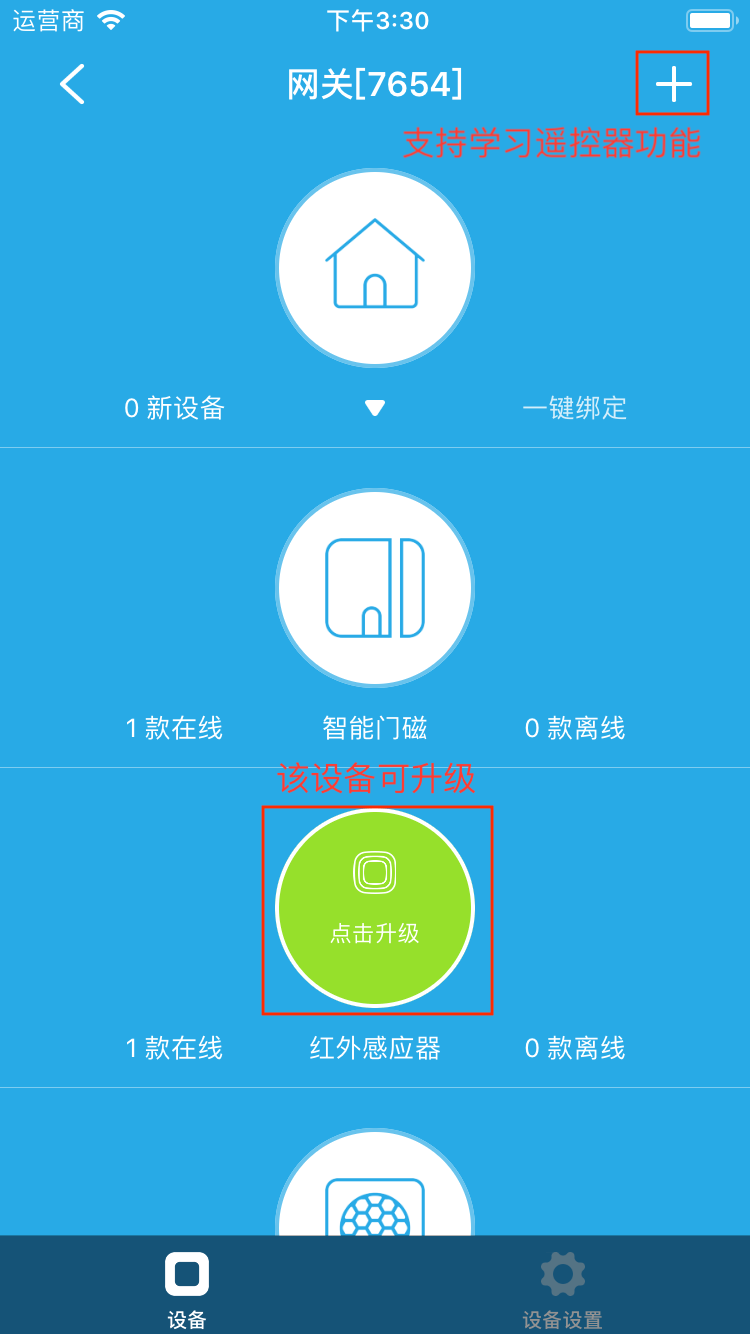 运营商 下午3:30
网关[7654]
支持学习遥控器功能
0 新设备 一键绑定
1 款在线 智能门磁 0 款离线
该设备可升级
点击升级
1 款在线 红外感应器 0 款离线
设备 设备设置